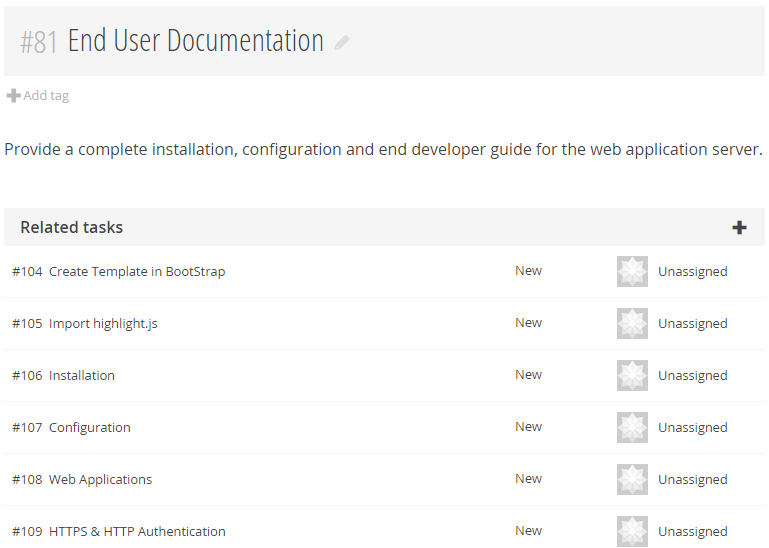 #81 End User Documentation
Add tag
Provide a complete installation, configuration and end developer guide for the web application server.
Related tasks
#104 Create Template in BootStrap New Unassigned
#105 Import highlight.js New Unassigned
#106 Installation New Unassigned
#107 Configuration New Unassigned
#108 Web Applications New Unassigned
#109 HTTPS & HTTP Authentication New Unassigned